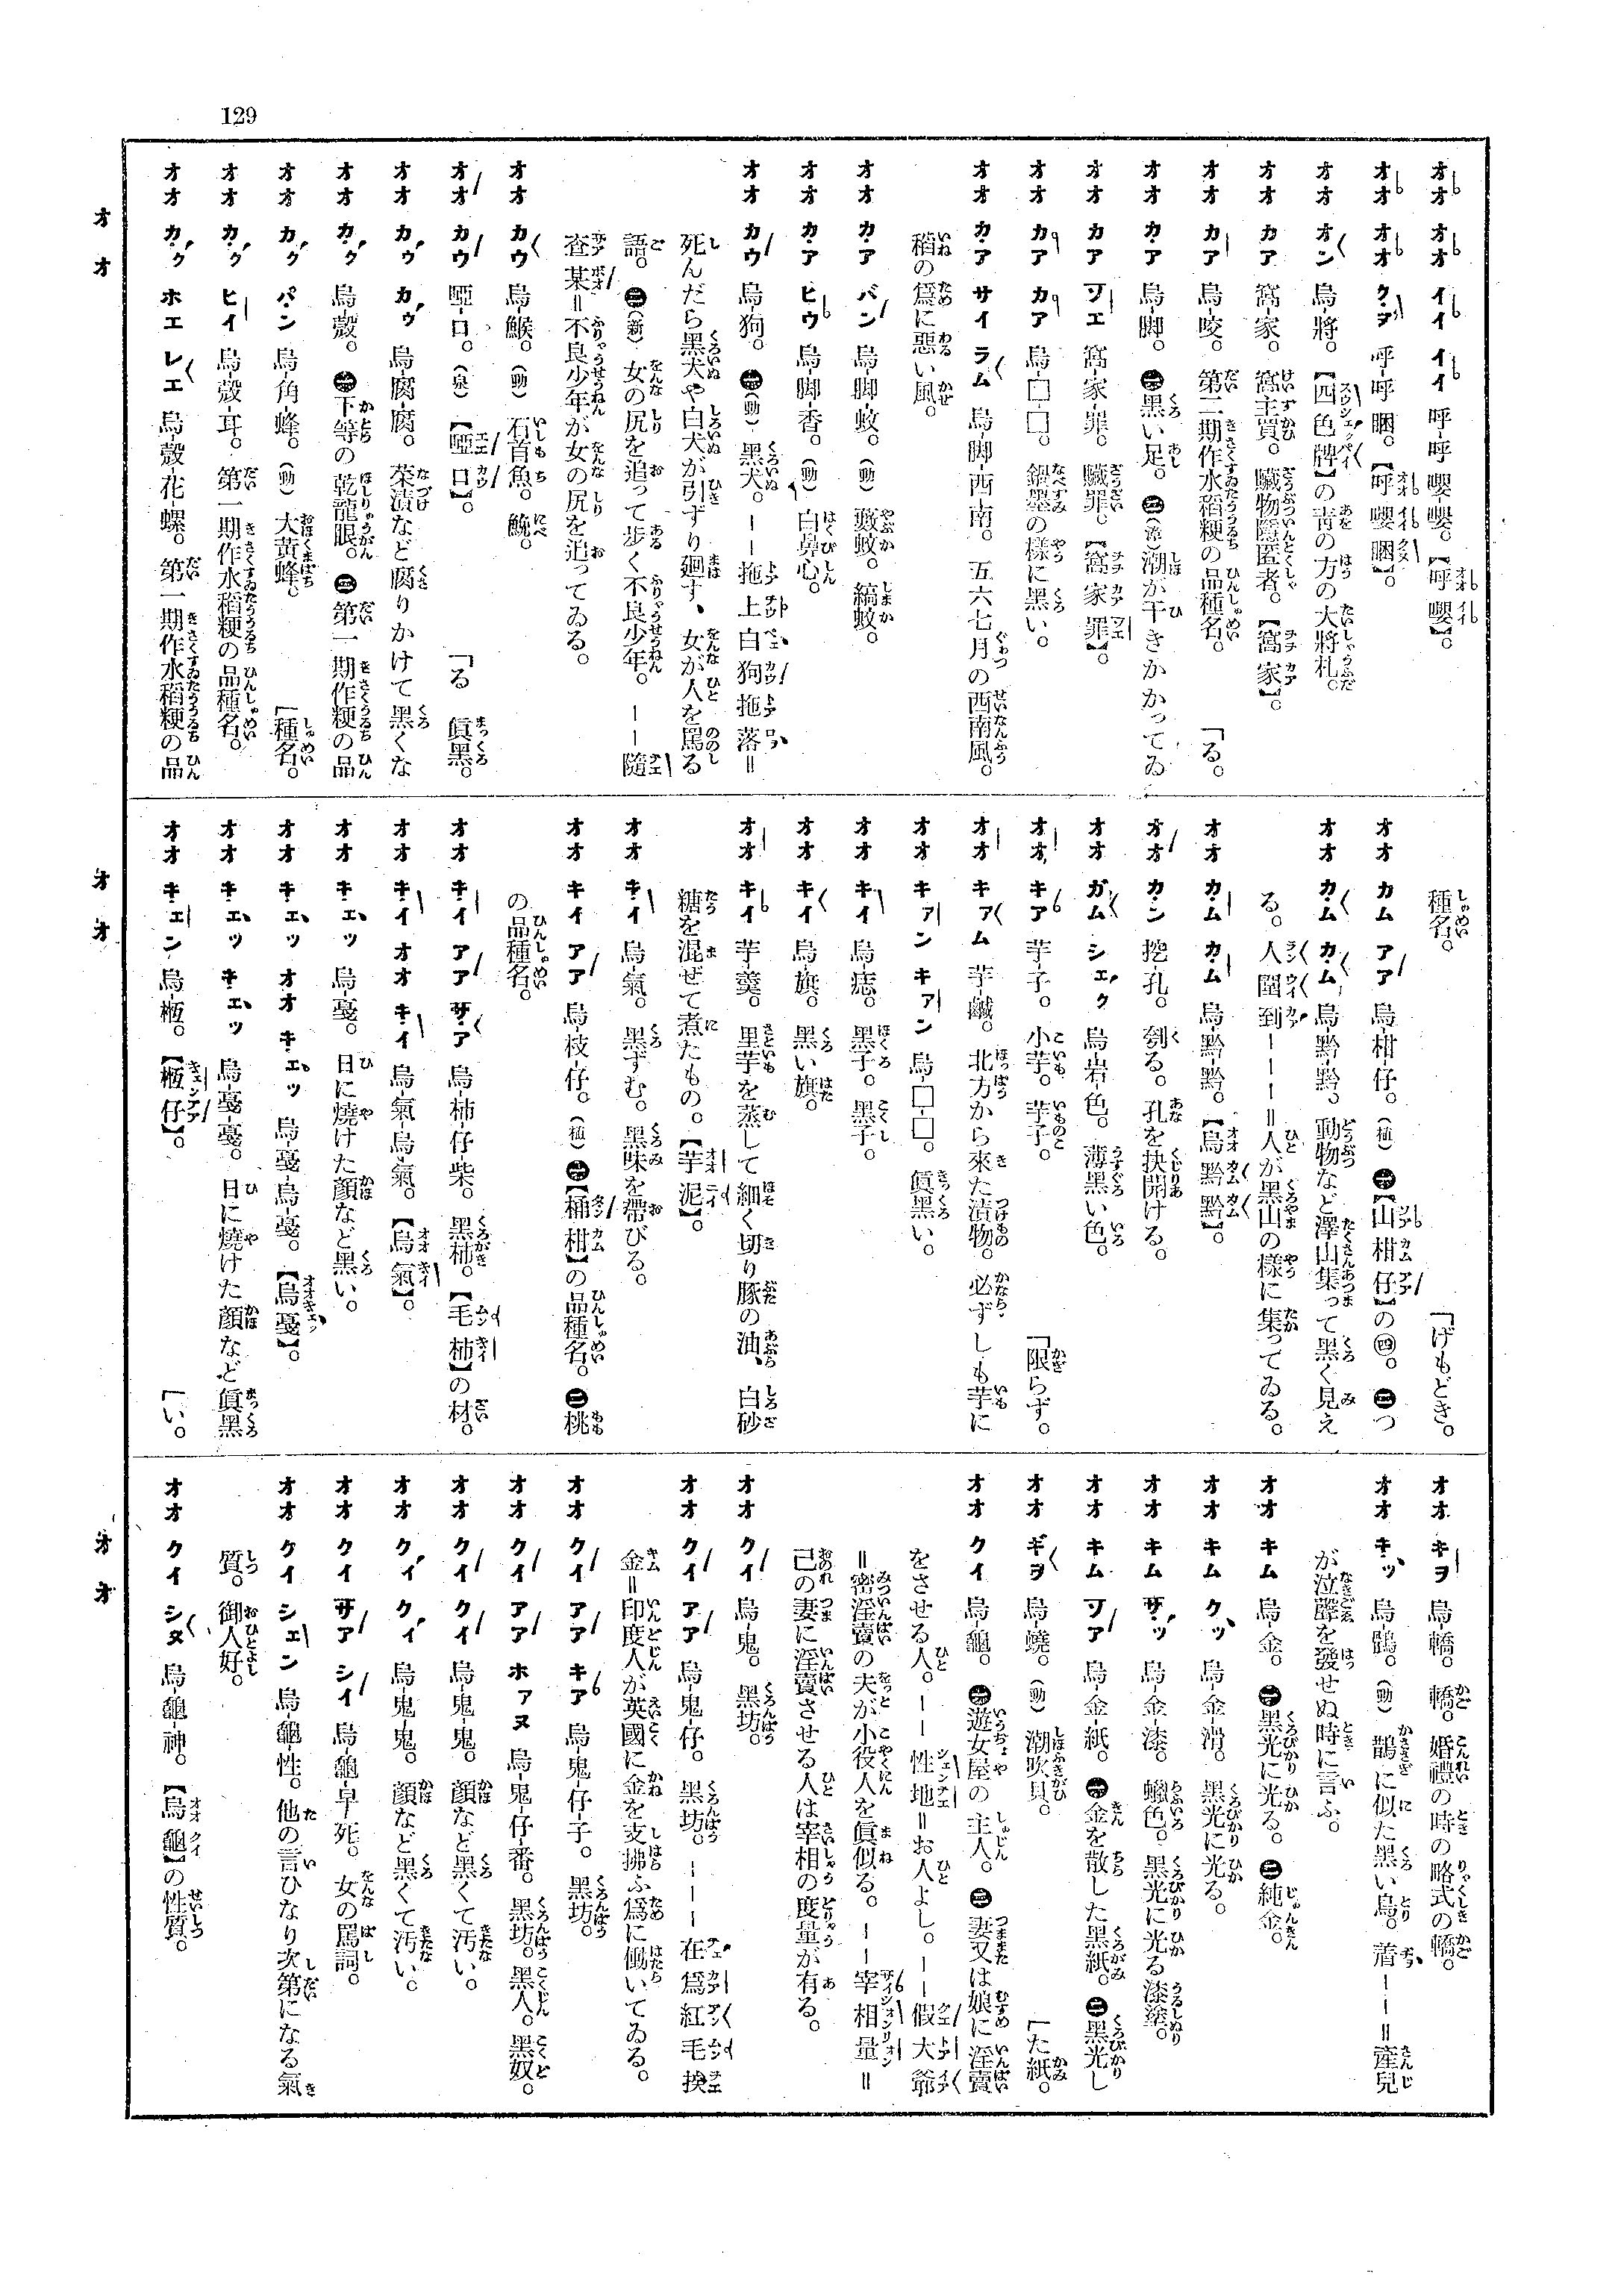 129
オオ オオ イイ イイ 呼-呼-嚶-嚶。【呼嚶】。
オオ オオ クヲ 呼-呼-睏。【呼嚶睏】。
オオ オン 烏-將。【四色牌】の靑の方の大將札。
オオ カア 窩-家。窩主買。贓物隱匿者。【窩家】。
オオ カア 烏-咬。第二期作水稻粳の品種名。
オオ カア 烏-脚。㊀黑い足。㊁潮が干きかかってゐ「る。
オオ カア ツエ 窩-家-罪。贓罪。【窩家罪】。
オオ カア カア 烏-□-□。鍋墨の樣に黑い。
オオ カア サイ ラム 烏-脚-西-南。五六七月の西南風。
稻の爲に惡い風。
オオ カア バン 烏-脚-蚊。(動)藪蚊。縞蚊。
オオ カア ヒウ 烏-脚-香。(動)白鼻心。
オオ カウ 烏-狗。㊀(動)黑犬。——拖上白狗拖落=
死んだら黑犬や白犬が引ずり廻す、女が人を罵る
語。㊁(新)女の尻を追って步く不良少年。——隨
查某=不良少年が女の尻を追ってゐる。
オオ カウ 烏-鯸。(動)石首魚。鮸。
オオ カウ 啞-口。(泉)【啞口】。
オオ カウ カウ 烏-腐-腐。菜漬など腐りかけて黑くな「る 眞黑。
オオ カク 烏-殼。㊀下等の乾龍眼。㊁第一期作粳の品「種名。
オオ カク パン 烏-角-蜂。(動)大黃蜂。
オオ カク ヒイ 烏-殼-耳。第一期作水稻粳の品種名。
オオ カク ホエ レエ 烏-殼-花-螺。第一期作水稻粳の品
オオ
種名。
オオ カム アア 烏-柑-仔。(植)㊀【山柑仔】の㊃。㊁つ「げもどき。
オオ カム カム 烏-黔-黔。動物など澤山集って黑く見え
る。人圍到———=人が黑山の樣に集ってゐる。
オオ カム カム 烏-黔-黔。【烏黔黔】。
オオ カン 挖-孔。刳る。孔を抉開ける。
オオ ガム シェク 烏-岩-色。薄黑い色。
オオ キア 芋-子。小芋。芋子。
オオ キアム 芋-鹹。北方から來た漬物。必ずしも芋に「限らず。
オオ キアン キアン 烏-□-□。眞黑い。
オオ キイ 烏-痣。黑子。黑子。
オオ キイ 烏-旗。黑い旗。
オオ キイ 芋-羹。里芋を蒸して細く切り豚の油、白砂
糖を混ぜて煮たもの。【芋泥】。
オオ キイ 烏-氣。黑ずむ。黑味を帶びる。
オオ キイ アア 烏-枝-仔。(植)㊀【桶柑】の品種名。㊁桃
の品種名。
オオ キイ アア サア 烏-柿-仔-柴。黑柿。【毛柿】の材。
オオ キイ オオ キイ 烏-氣-烏-氣。【烏氣】。
オオ キェッ 烏-戞。日に燒けた顏など黑い。
オオ キェッ オオ キェッ 烏-戞-烏-戞。【烏戞】。
オオ キェッ キェッ 烏-戞-戞。日に燒けた顏など眞黑「い。
オオ キェン 烏-樫。【樫仔】。
オオ
オオ キヲ 烏-轎。轎。婚禮の時の略式の轎。
オオ キッ 烏-鵲。(動)鵲に似た黑い鳥。着——=產兒
が泣聲を發せぬ時に言ふ。
オオ キム 烏-金。㊀黑光に光る。㊁純金。
オオ キム クッ 烏-金-滑。黑光に光る。
オオ キム サッ 烏-金-漆。蠟色。黑光に光る漆塗。
オオ キム ツア 烏-金-紙。㊀金を散した黑紙。㊁黑光し「た紙。
オオ ギヲ 烏-蟯。(動)潮吹貝。
オオ クイ 烏-龜。㊀遊女屋の主人。㊁妻又は娘に淫賣
をさせる人。——性地=お人よし。——假大爺
=密淫賣の夫が小役人を眞似る。——宰相量=
己の妻に淫賣させる人は宰相の度量が有る。
オオ クイ 烏-鬼。黑坊。
オオ クイ アア 烏-鬼-仔。黑坊。———在爲紅毛換
金=印度人が英國に金を支拂ふ爲に働いてゐる。
オオ クイ アア キア 烏-鬼-仔-子。黑坊。
オオ クイ アア ホァヌ 烏-鬼-仔-番。黑坊。黑人。黑奴。
オオ クイ クイ 烏-鬼-鬼。顏など黑くて汚い。
オオ クイ クイ 烏-鬼-鬼。顏など黑くて汚い。
オオ クイ サア シイ 烏-龜-早-死。女の罵詞。
オオ クイ シェン 烏-龜-性。他の言ひなり次第になる氣
質。御人好。
オオ クイ シヌ 烏-龜-神。【烏龜】の性質。
オオ